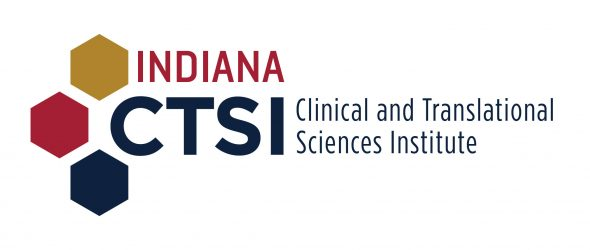 INDIANA
CTSI
Clinical and Translational
Sciences Institute